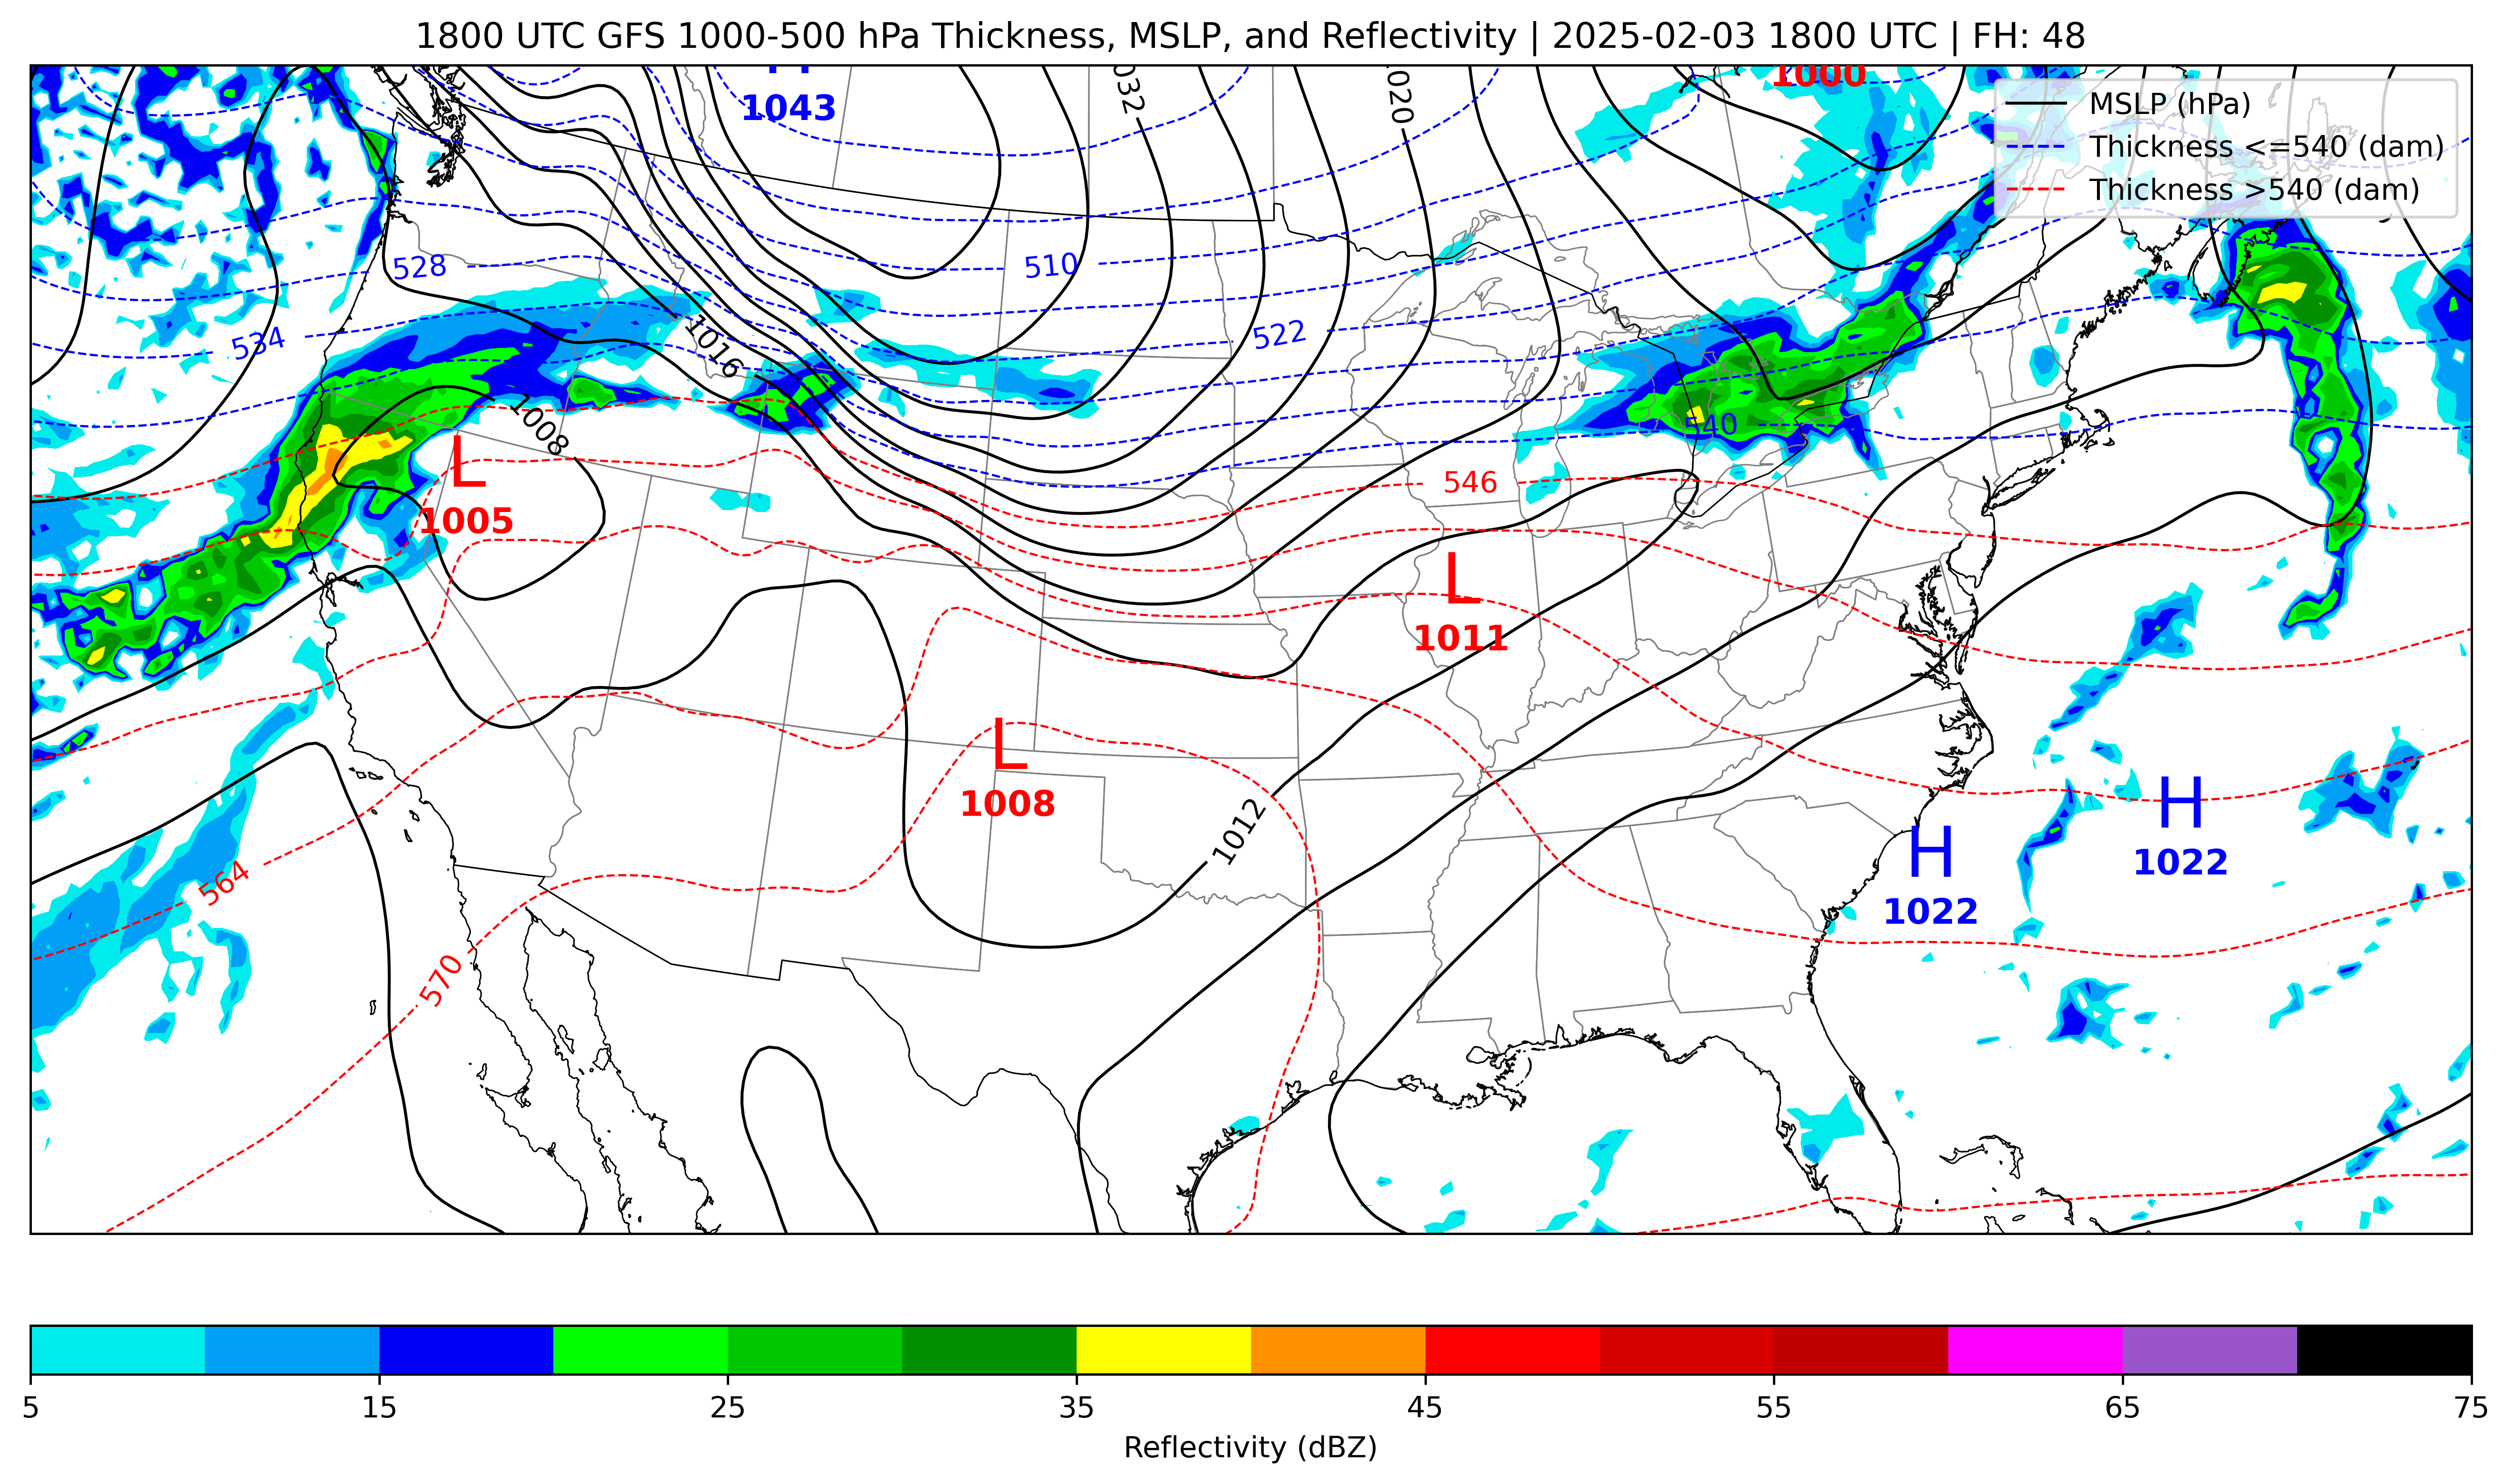 1800 UTC GFS 1000-500 hPa Thickness, MSLP, and Reflectivity | 2025-02-03 1800 UTC | FH: 48
1000
1043
1032
1020
MSLP (hPa)
Thickness <=540 (dam)
Thickness >540 (dam)
528
510
534
522
1016
1008
540
L
1005
546
L
1011
L
1008
1012
H
1022
H
1022
564
570
5 15 25 35 45 55 65 75
Reflectivity (dBZ)